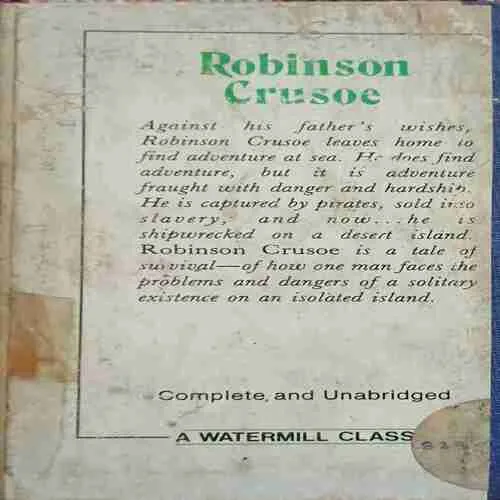 Robinson
Crusoe
Against his father's wishes,
Robinson Crusoe leaves home to
find adventure at sea. He does find
adventure, but it is adventure
fraught with danger and hardship.
He is captured by pirates, sold into
slavery, and now...he is
shipwrecked on a desert island.
Robinson Crusoe is a tale of
survival—of how one man faces the
problems and dangers of a solitary
existence on an isolated island.
Complete, and Unabridged
A WATERMILL CLASS